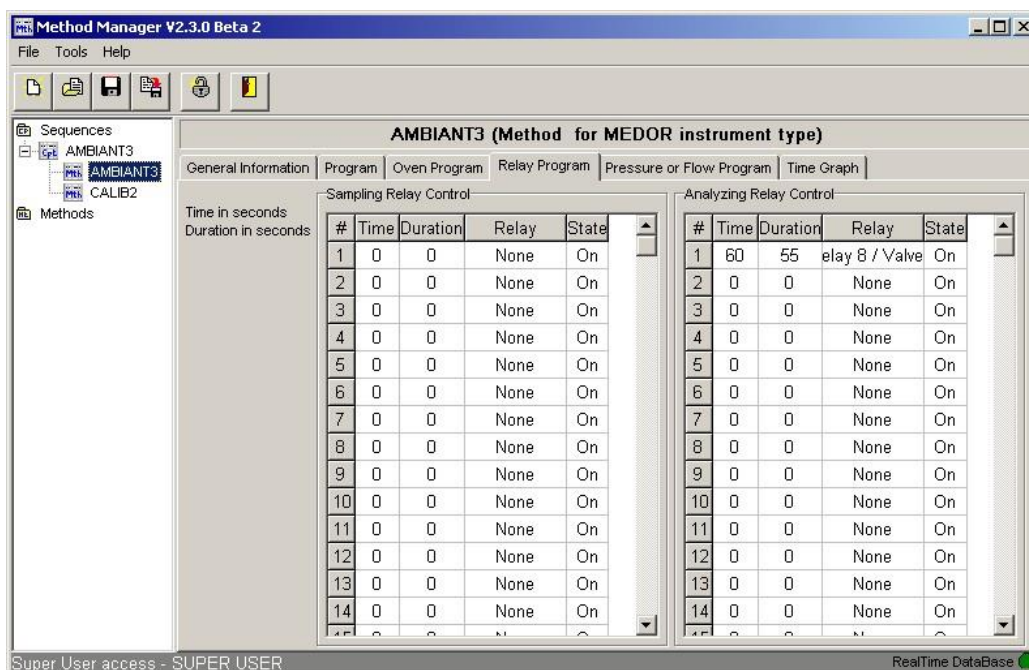 Method Manager V2.3.0 Beta 2
File Tools Help
Sequences
AMBIANT3
AMBIANT3
CALIB2
Methods
AMBIANT3 (Method for MEDOR instrument type)
General Information Program Oven Program Relay Program Pressure or Flow Program Time Graph
Time in seconds
Duration in seconds
Sampling Relay Control
# Time Duration Relay State
1 0 0 None On
2 0 0 None On
3 0 0 None On
4 0 0 None On
5 0 0 None On
6 0 0 None On
7 0 0 None On
8 0 0 None On
9 0 0 None On
10 0 0 None On
11 0 0 None On
12 0 0 None On
13 0 0 None On
14 0 0 None On
Analyzing Relay Control
# Time Duration Relay State
1 60 55 elay 8 / Valve On
2 0 0 None On
3 0 0 None On
4 0 0 None On
5 0 0 None On
6 0 0 None On
7 0 0 None On
8 0 0 None On
9 0 0 None On
10 0 0 None On
11 0 0 None On
12 0 0 None On
13 0 0 None On
14 0 0 None On
Super User access - SUPER USER
RealTime DataBase